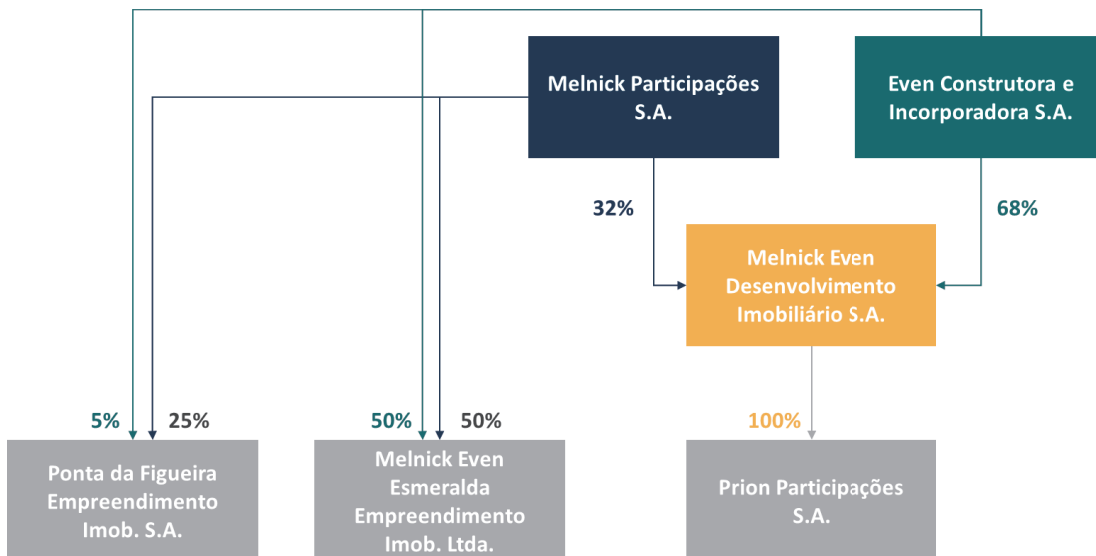 Melnick Participações
S.A.
Even Construtora e
Incorporadora S.A.
32%
68%
Melnick Even
Desenvolvimento
Imobiliário S.A.
5%
25%
50%
50%
100%
Ponta da Figueira
Empreendimento
Imob. S.A.
Melnick Even
Esmeralda
Empreendimento
Imob. Ltda.
Prion Participações
S.A.